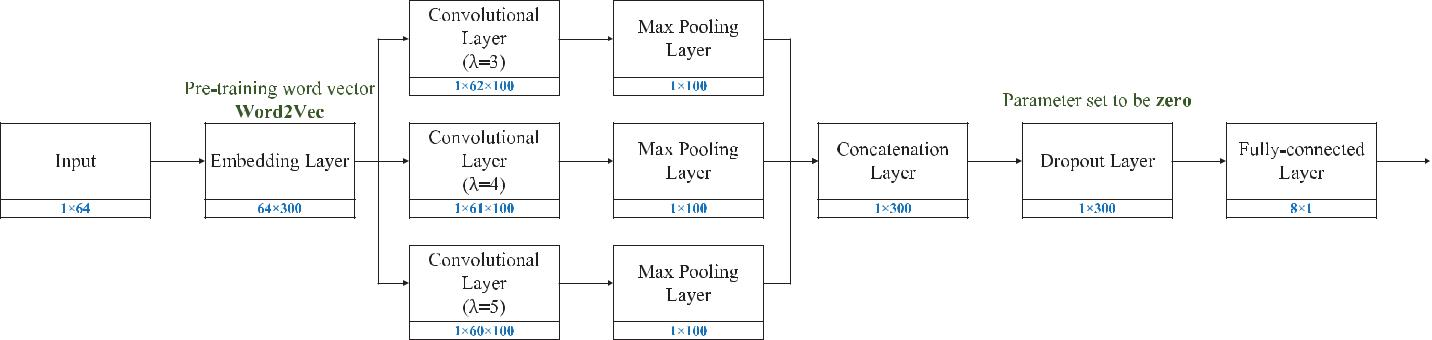 Input
1×64
Pre-training word vector
Word2Vec
Embedding Layer
64×300
Convolutional
Layer
(λ=3)
1×62×100
Max Pooling
Layer
1×100
Convolutional
Layer
(λ=4)
1×61×100
Max Pooling
Layer
1×100
Convolutional
Layer
(λ=5)
1×60×100
Max Pooling
Layer
1×100
Concatenation
Layer
1×300
Parameter set to be zero
Dropout Layer
1×300
Fully-connected
Layer
8×1